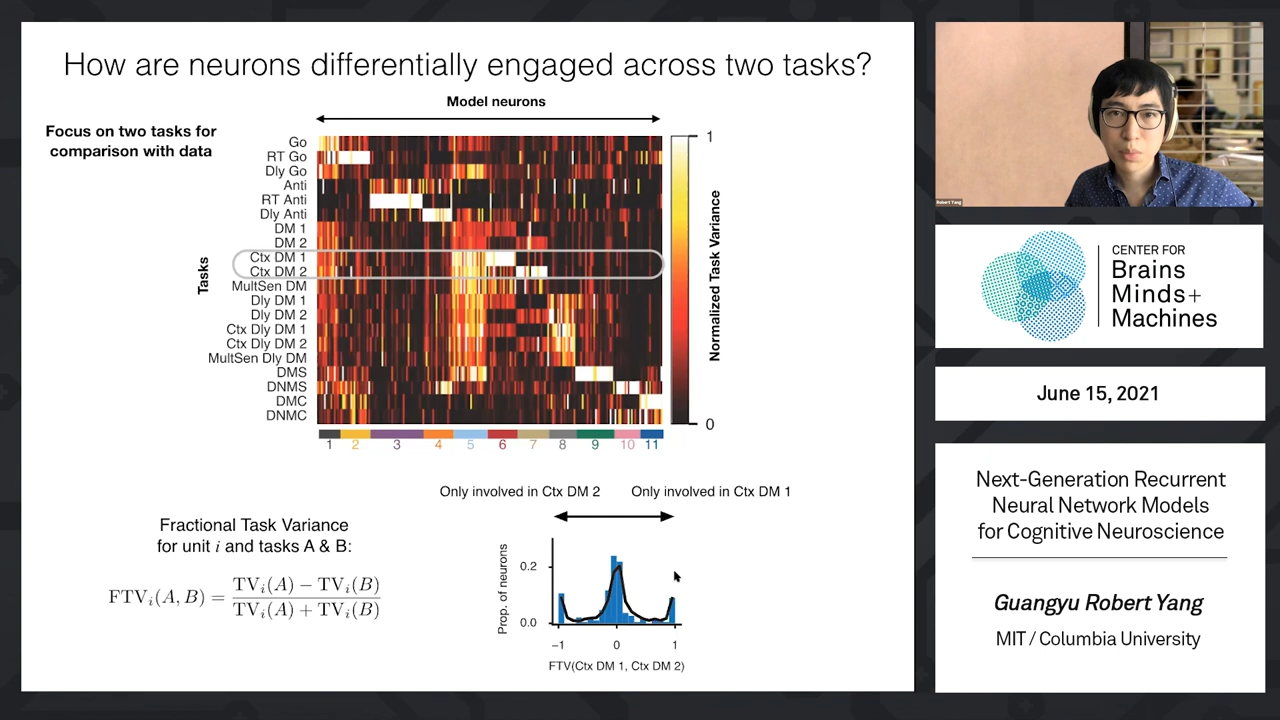 How are neurons differentially engaged across two tasks?
Model neurons
Focus on two tasks for
comparison with data
Tasks
Go
RT Go
Dly Go
Anti
RT Anti
Dly Anti
DM 1
DM 2
Ctx DM 1
Ctx DM 2
MultSen DM
Dly DM 1
Dly DM 2
Ctx Dly DM 1
Ctx Dly DM 2
MultSen Dly DM
DMS
DNMS
DMC
DNMC
1 2 3 4 5 6 7 8 9 10 11
1
Normalized Task Variance
0
Only involved in Ctx DM 2 Only involved in Ctx DM 1
Fractional Task Variance
for unit i and tasks A & B:
FTVᵢ(A, B) = (TVᵢ(A) − TVᵢ(B)) / (TVᵢ(A) + TVᵢ(B))
Prop. of neurons
0.2
0.0
−1 0 1
FTV(Ctx DM 1, Ctx DM 2)
Robert Yang
CENTER FOR
Brains
Minds+
Machines
June 15, 2021
Next-Generation Recurrent
Neural Network Models
for Cognitive Neuroscience
Guangyu Robert Yang
MIT / Columbia University